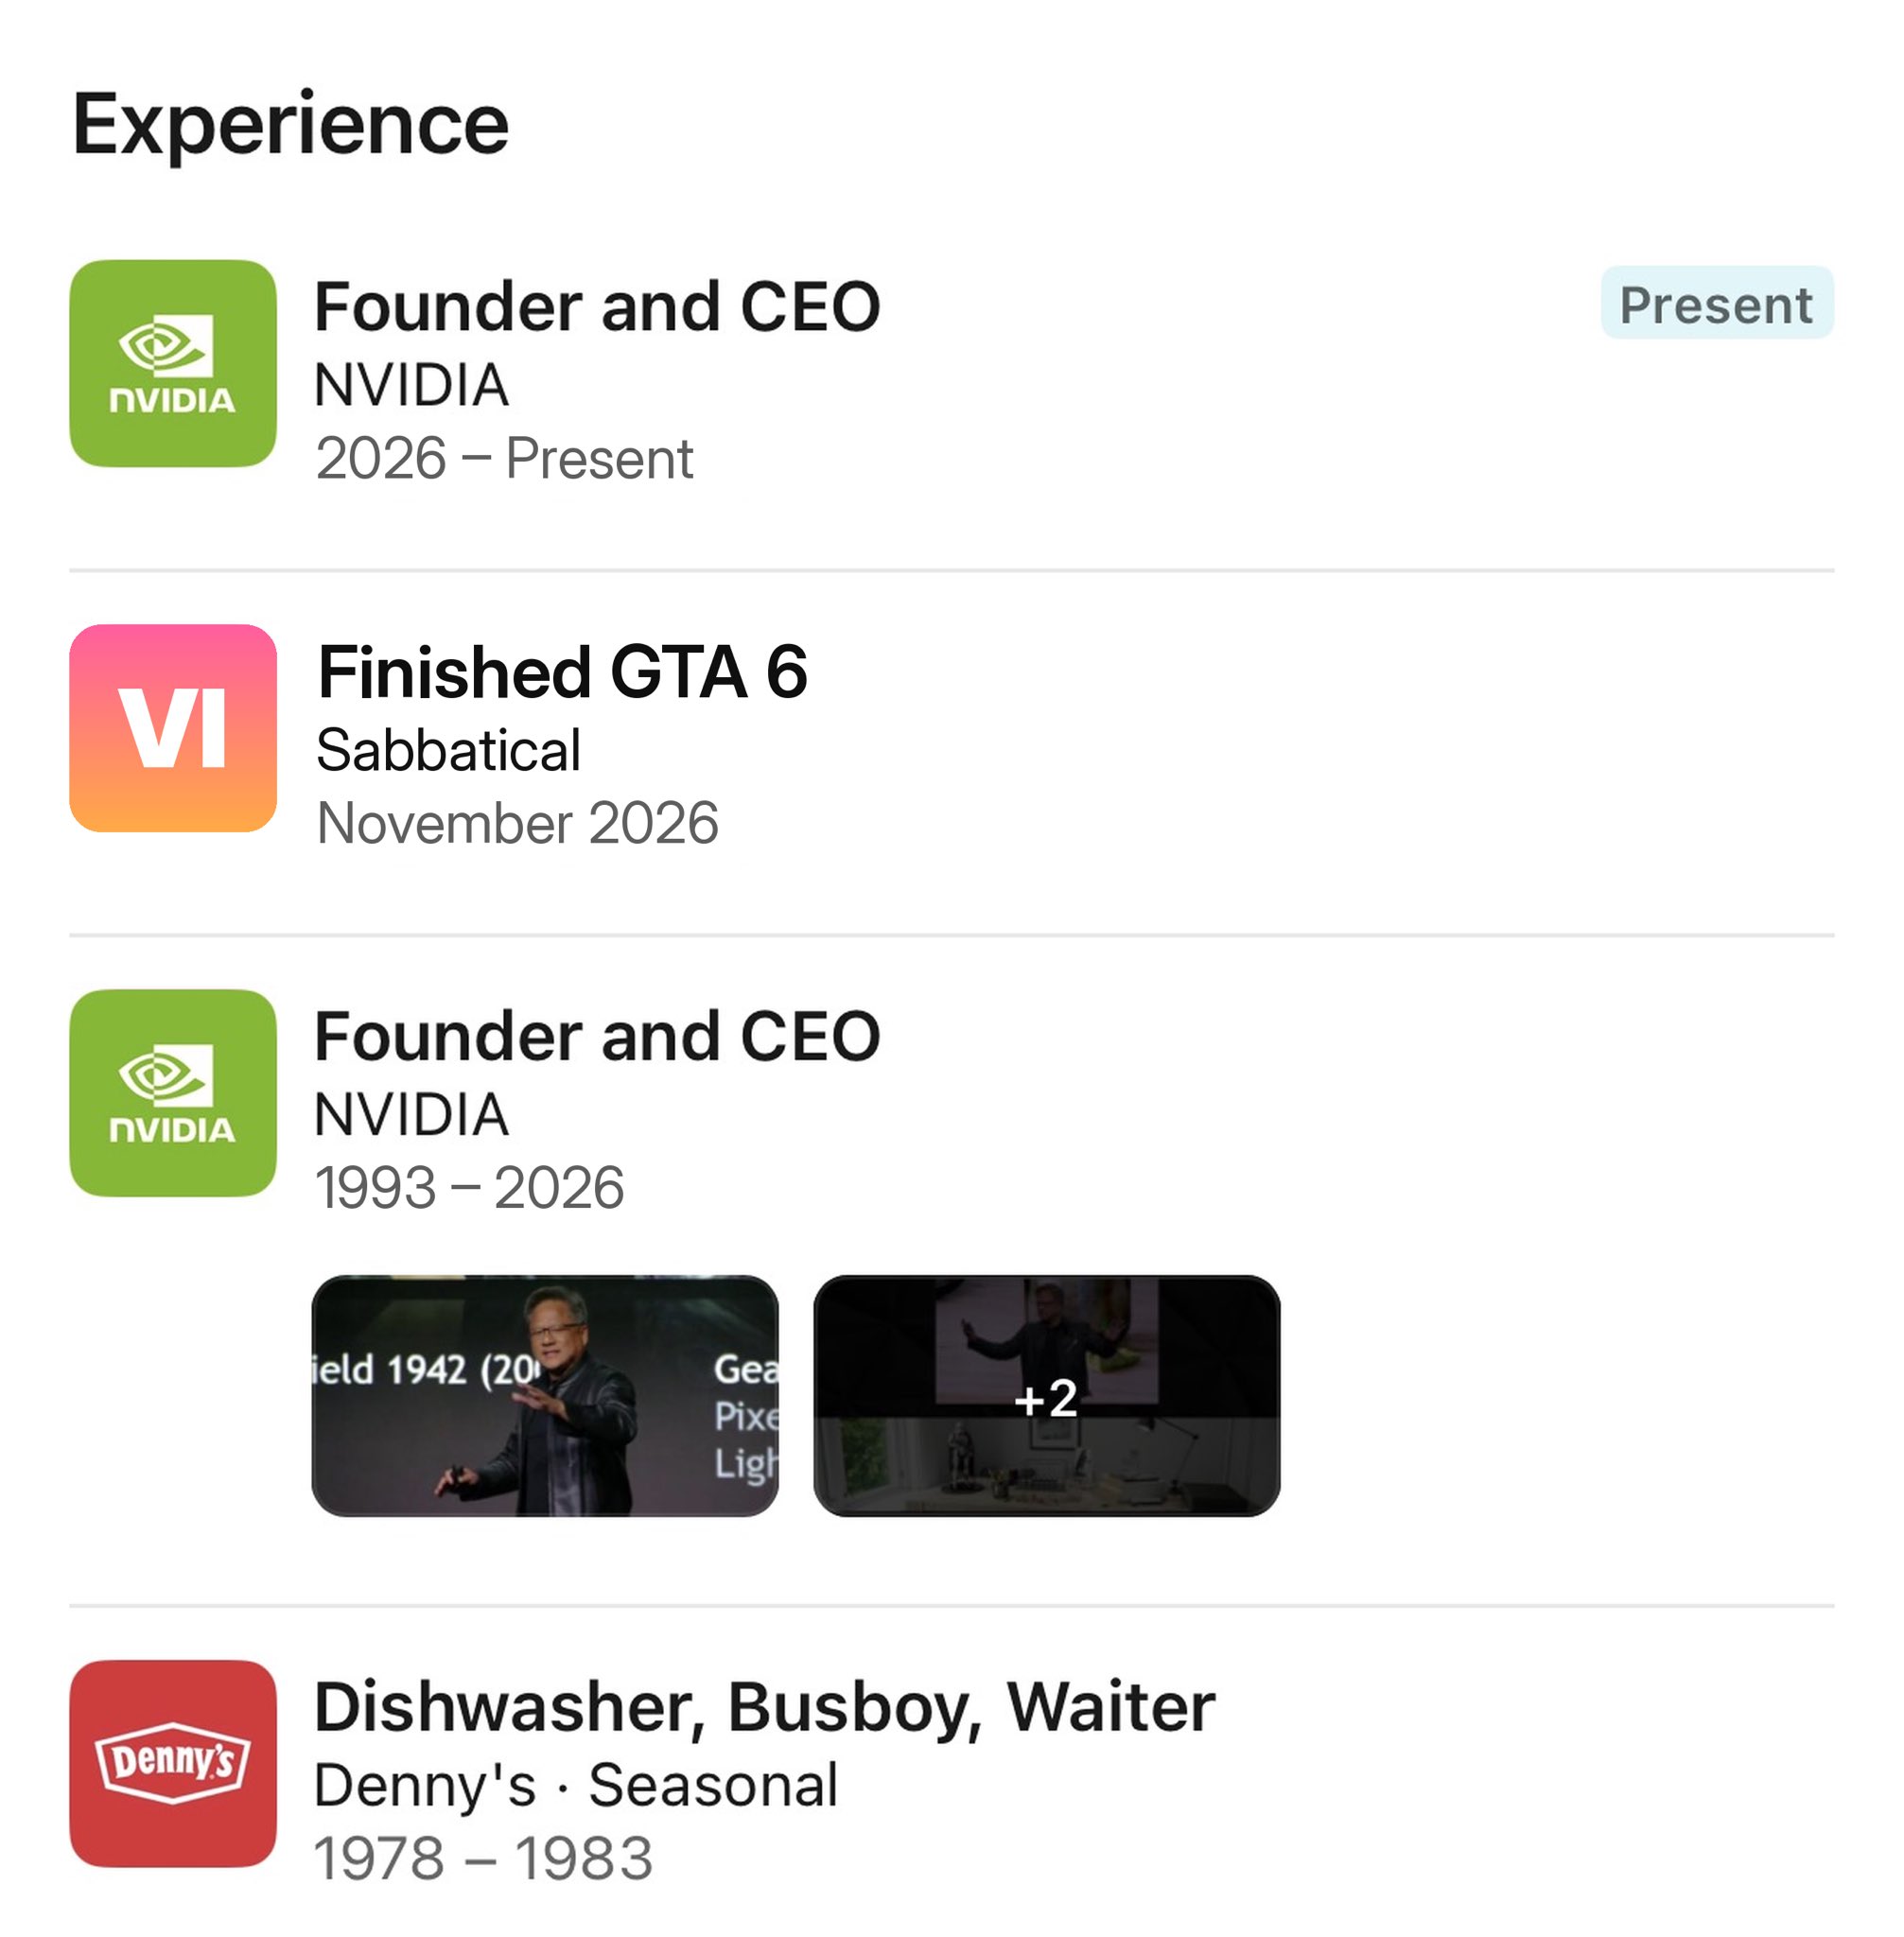 Experience
Founder and CEO
Present
NVIDIA
NVIDIA
2026 – Present
VI
Finished GTA 6
Sabbatical
November 2026
Founder and CEO
NVIDIA
NVIDIA
1993 – 2026
ield 1942 (20
Gea
Pixe
Ligh
+2
Dishwasher, Busboy, Waiter
Denny's
Denny's · Seasonal
1978 – 1983